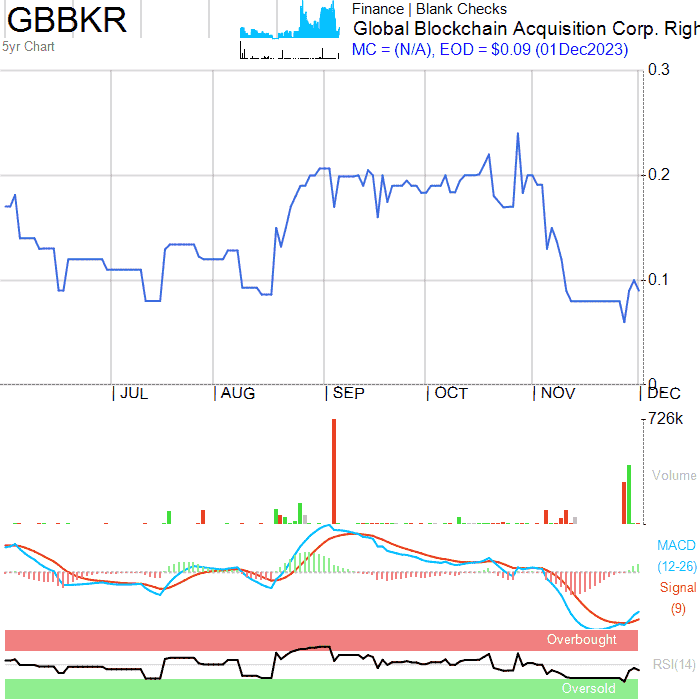 GBBKR
5yr Chart
Finance | Blank Checks
Global Blockchain Acquisition Corp. Righ
MC = (N/A), EOD = $0.09 (01Dec2023)
0.3
0.2
0.1
0
JUL AUG SEP OCT NOV DEC
726k
Volume
MACD
(12-26)
Signal
(9)
Overbought
RSI(14)
Oversold